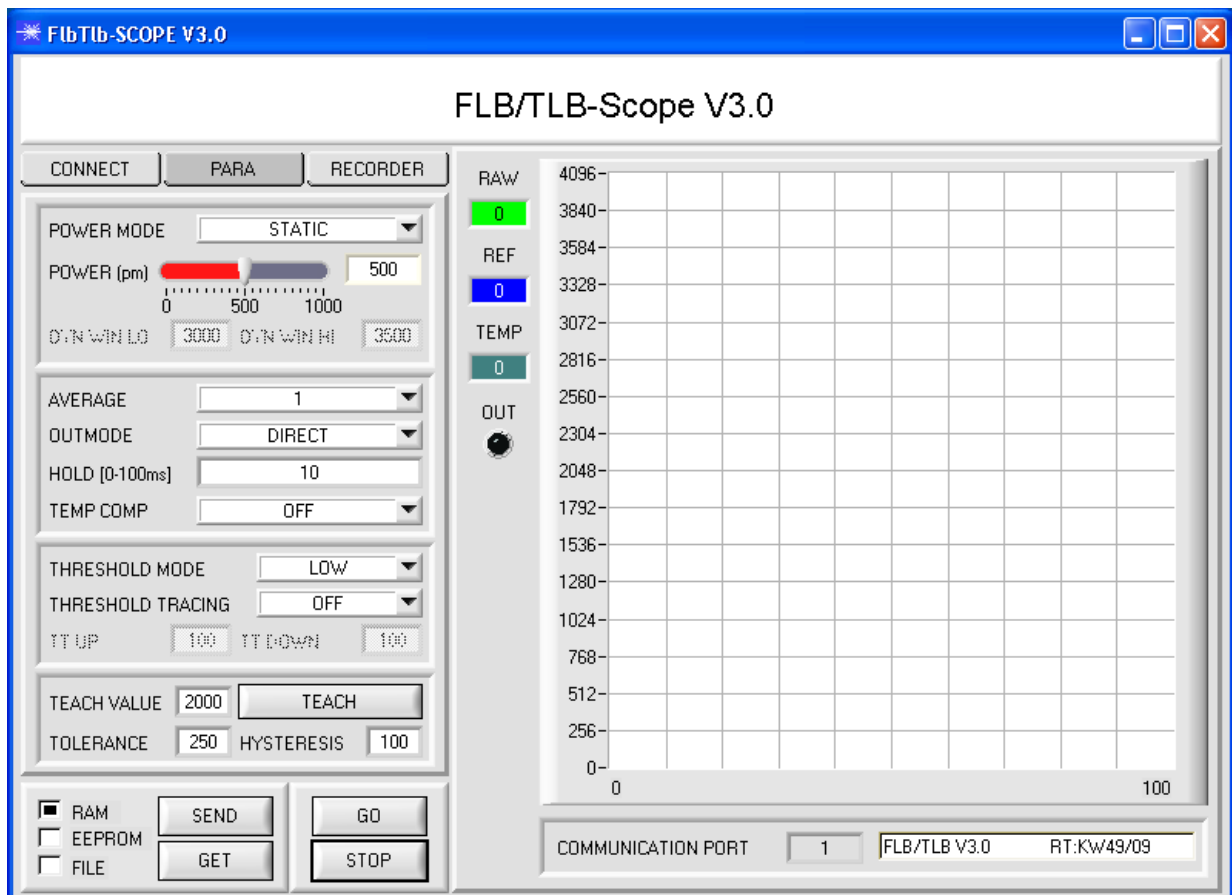 FlbTlb-SCOPE V3.0
FLB/TLB-Scope V3.0
CONNECT PARA RECORDER
POWER MODE STATIC
POWER (pm) 500
0 500 1000
DYN WIN LO 3000 DYN WIN HI 3500
AVERAGE 1
OUTMODE DIRECT
HOLD [0-100ms] 10
TEMP COMP OFF
THRESHOLD MODE LOW
THRESHOLD TRACING OFF
TT UP 100 TT DOWN 100
TEACH VALUE 2000 TEACH
TOLERANCE 250 HYSTERESIS 100
RAM
EEPROM
FILE
SEND
GET
GO
STOP
RAW
0
REF
0
TEMP
0
OUT
4096
3840
3584
3328
3072
2816
2560
2304
2048
1792
1536
1280
1024
768
512
256
0
0 100
COMMUNICATION PORT 1 FLB/TLB V3.0 RT:KW49/09